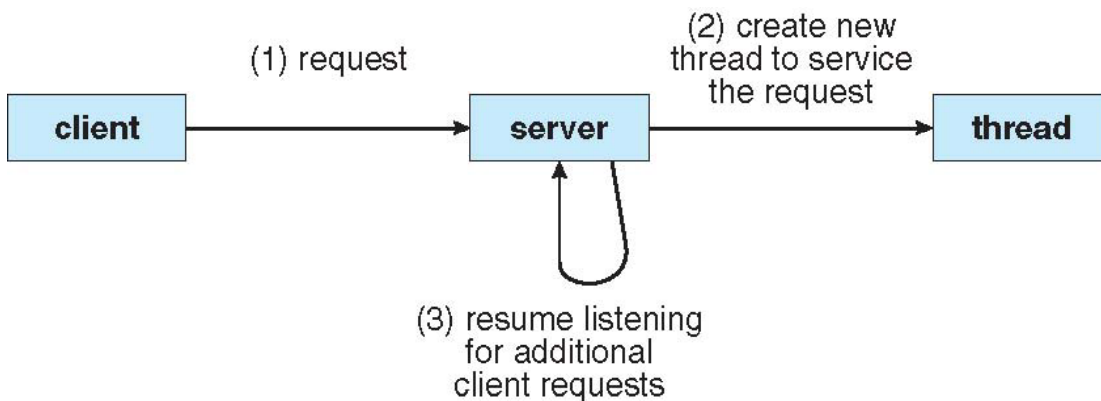 (1) request
(2) create new
thread to service
the request
client
server
thread
(3) resume listening
for additional
client requests